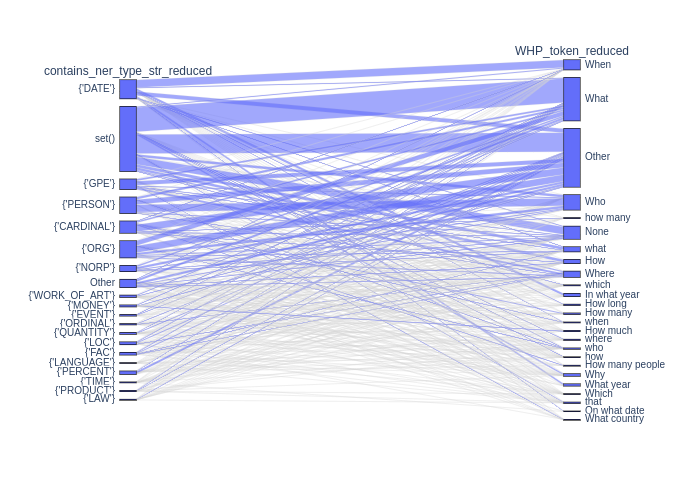 contains_ner_type_str_reduced
{'DATE'}
set()
{'GPE'}
{'PERSON'}
{'CARDINAL'}
{'ORG'}
{'NORP'}
Other
{'WORK_OF_ART'}
{'MONEY'}
{'EVENT'}
{'ORDINAL'}
{'QUANTITY'}
{'LOC'}
{'FAC'}
{'LANGUAGE'}
{'PERCENT'}
{'TIME'}
{'PRODUCT'}
{'LAW'}
WHP_token_reduced
When
What
Other
Who
how many
None
what
How
Where
which
In what year
How long
How many
when
How much
where
who
how
How many people
Why
What year
Which
that
On what date
What country